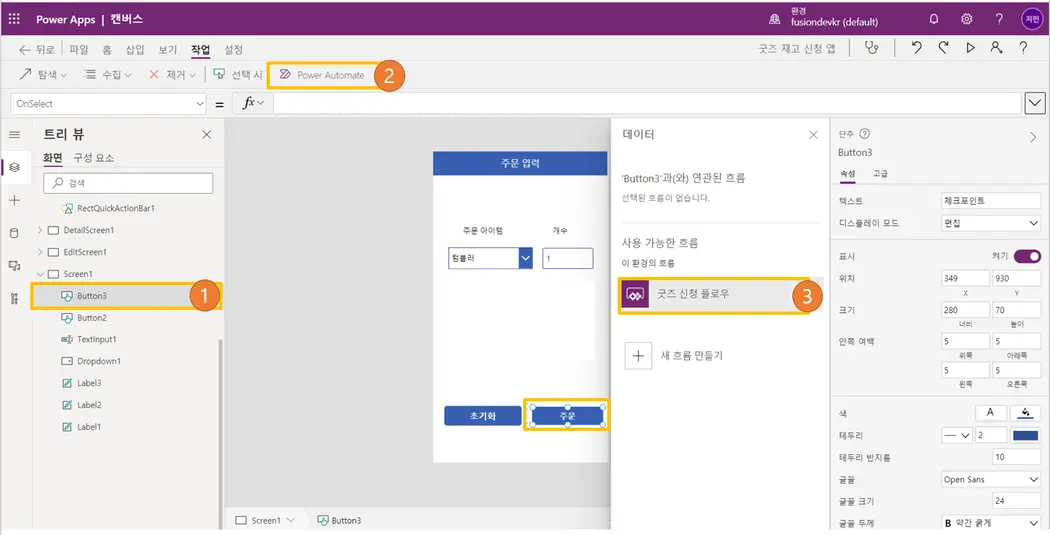 Power Apps | 캔버스
환경
fusiondevkr (default)
지민
뒤로 파일 홈 삽입 보기 작업 설정
굿즈 재고 신청 앱
탐색 수집 제거 선택 시 Power Automate 2
OnSelect = fx
트리 뷰
화면 구성 요소
검색
RectQuickActionBar1
DetailScreen1
EditScreen1
Screen1
Button3 1
Button2
TextInput1
Dropdown1
Label3
Label2
Label1
주문 입력
주문 아이템 개수
텀블러 1
초기화 주문
Screen1 Button3
데이터
'Button3'과(와) 연관된 흐름
선택된 흐름이 없습니다.
사용 가능한 흐름
이 환경의 흐름
굿즈 신청 플로우 3
새 흐름 만들기
단추
Button3
속성 고급
텍스트 체크포인트
디스플레이 모드 편집
표시 켜기
위치 349 930
X Y
크기 280 70
너비 높이
안쪽 여백 5 5
위쪽 아래쪽
5 5
왼쪽 오른쪽
색 A
테두리 2
테두리 반지름 10
글꼴 Open Sans
글꼴 크기 24
글꼴 두께 B 약간 굵게